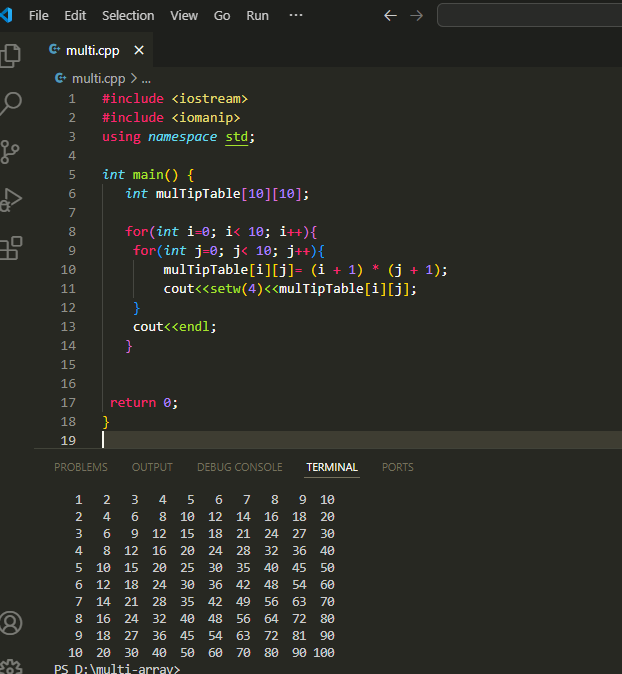 File Edit Selection View Go Run ···
multi.cpp
multi.cpp > ...
1 #include <iostream>
2 #include <iomanip>
3 using namespace std;
4
5 int main() {
6 int mulTipTable[10][10];
7
8 for(int i=0; i< 10; i++){
9 for(int j=0; j< 10; j++){
10 mulTipTable[i][j]= (i + 1) * (j + 1);
11 cout<<setw(4)<<mulTipTable[i][j];
12 }
13 cout<<endl;
14 }
15
16
17 return 0;
18 }
19
PROBLEMS OUTPUT DEBUG CONSOLE TERMINAL PORTS
1 2 3 4 5 6 7 8 9 10
2 4 6 8 10 12 14 16 18 20
3 6 9 12 15 18 21 24 27 30
4 8 12 16 20 24 28 32 36 40
5 10 15 20 25 30 35 40 45 50
6 12 18 24 30 36 42 48 54 60
7 14 21 28 35 42 49 56 63 70
8 16 24 32 40 48 56 64 72 80
9 18 27 36 45 54 63 72 81 90
10 20 30 40 50 60 70 80 90 100
PS D:\multi-array>